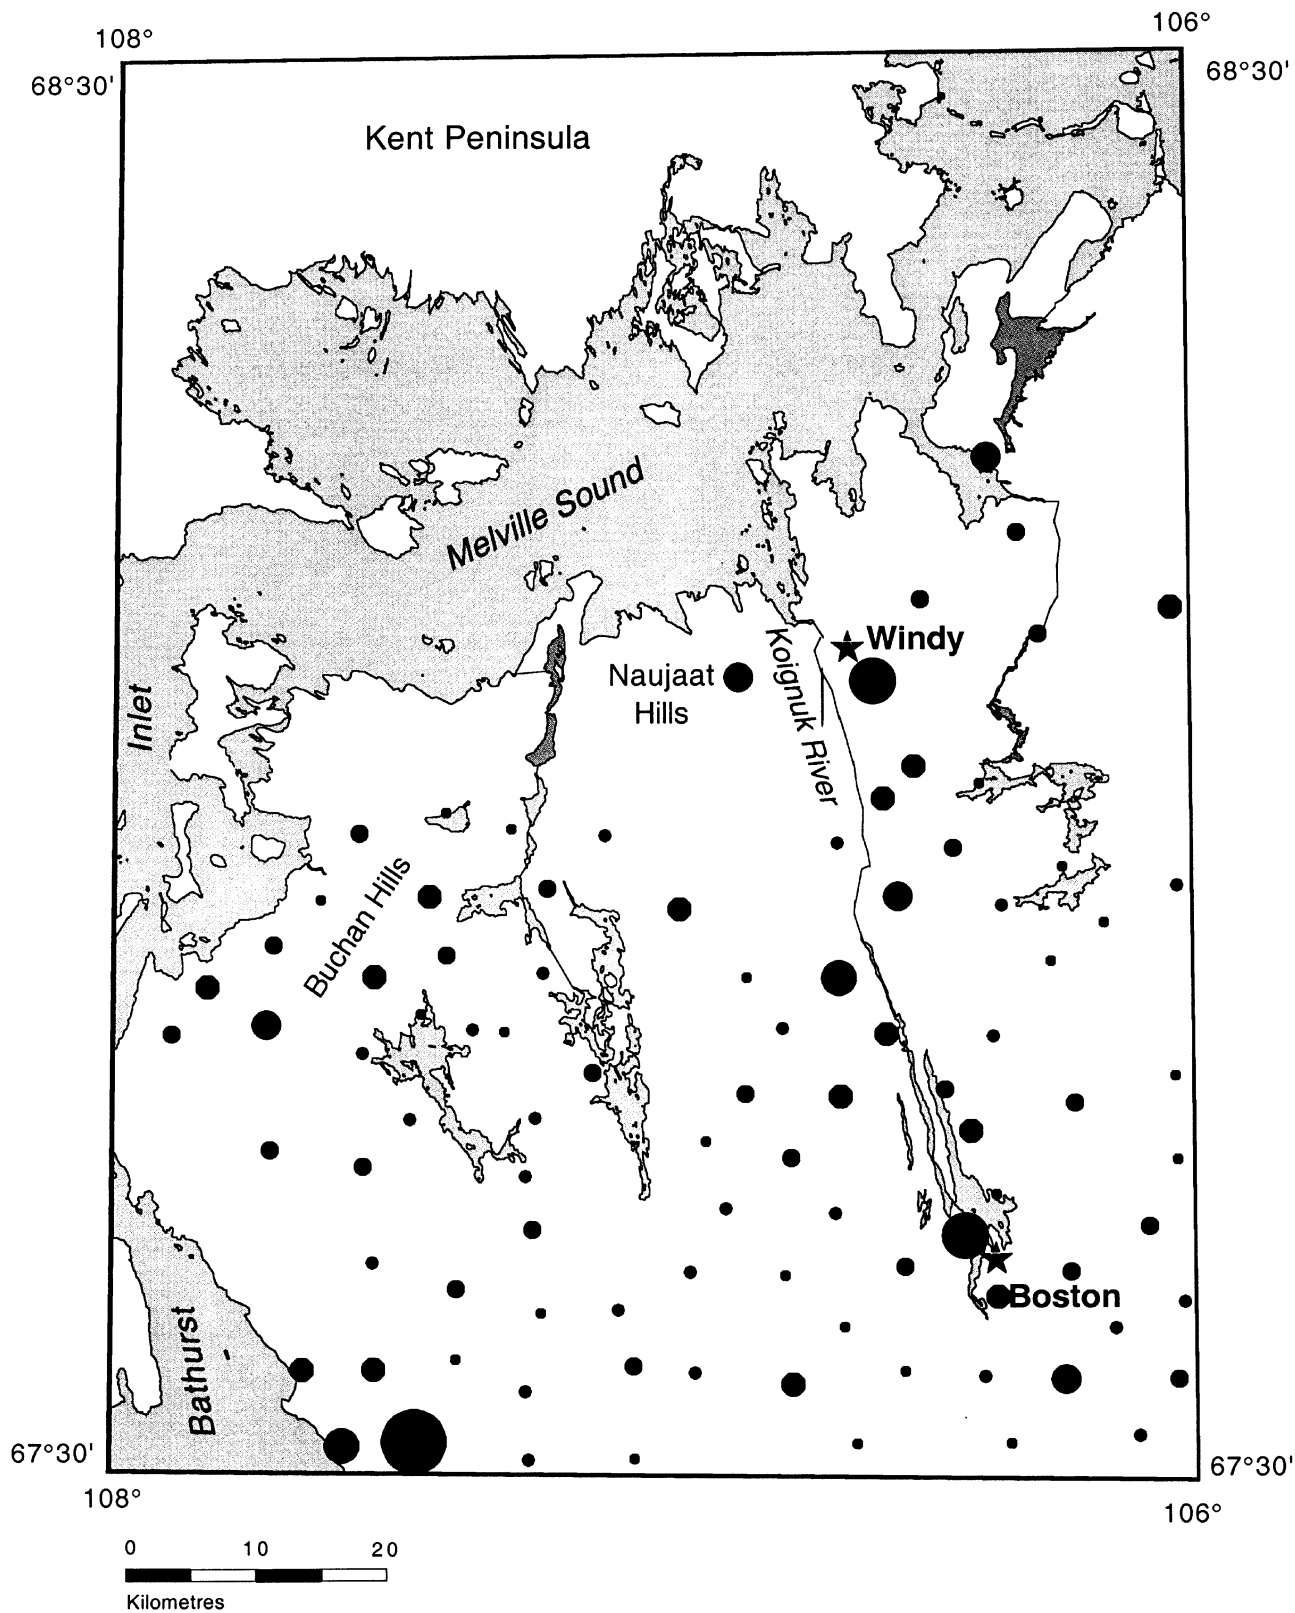 108°
106°
68°30'
68°30'
Kent Peninsula
Melville Sound
Windy
Koignuk River
Naujaat
Hills
Inlet
Buchan Hills
Boston
Bathurst
67°30'
67°30'
108°
106°
0 10 20
Kilometres